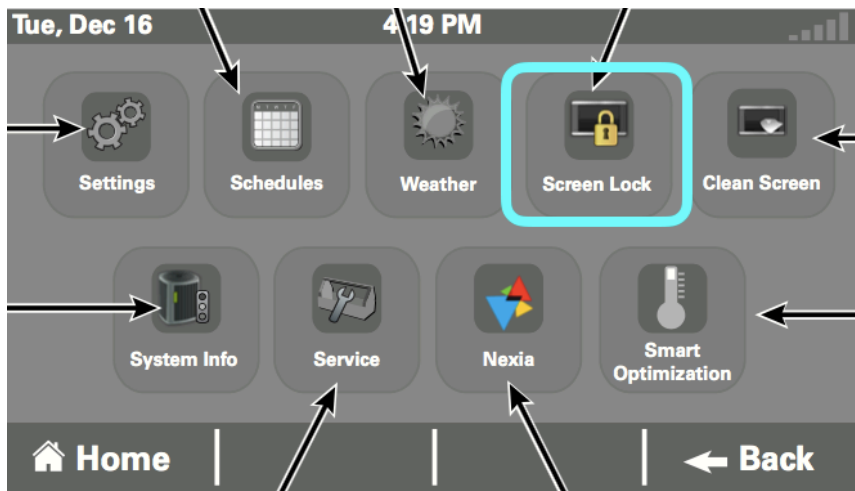 Tue, Dec 16
4:19 PM
Settings
Schedules
Weather
Screen Lock
Clean Screen
System Info
Service
Nexia
Smart
Optimization
Home
Back